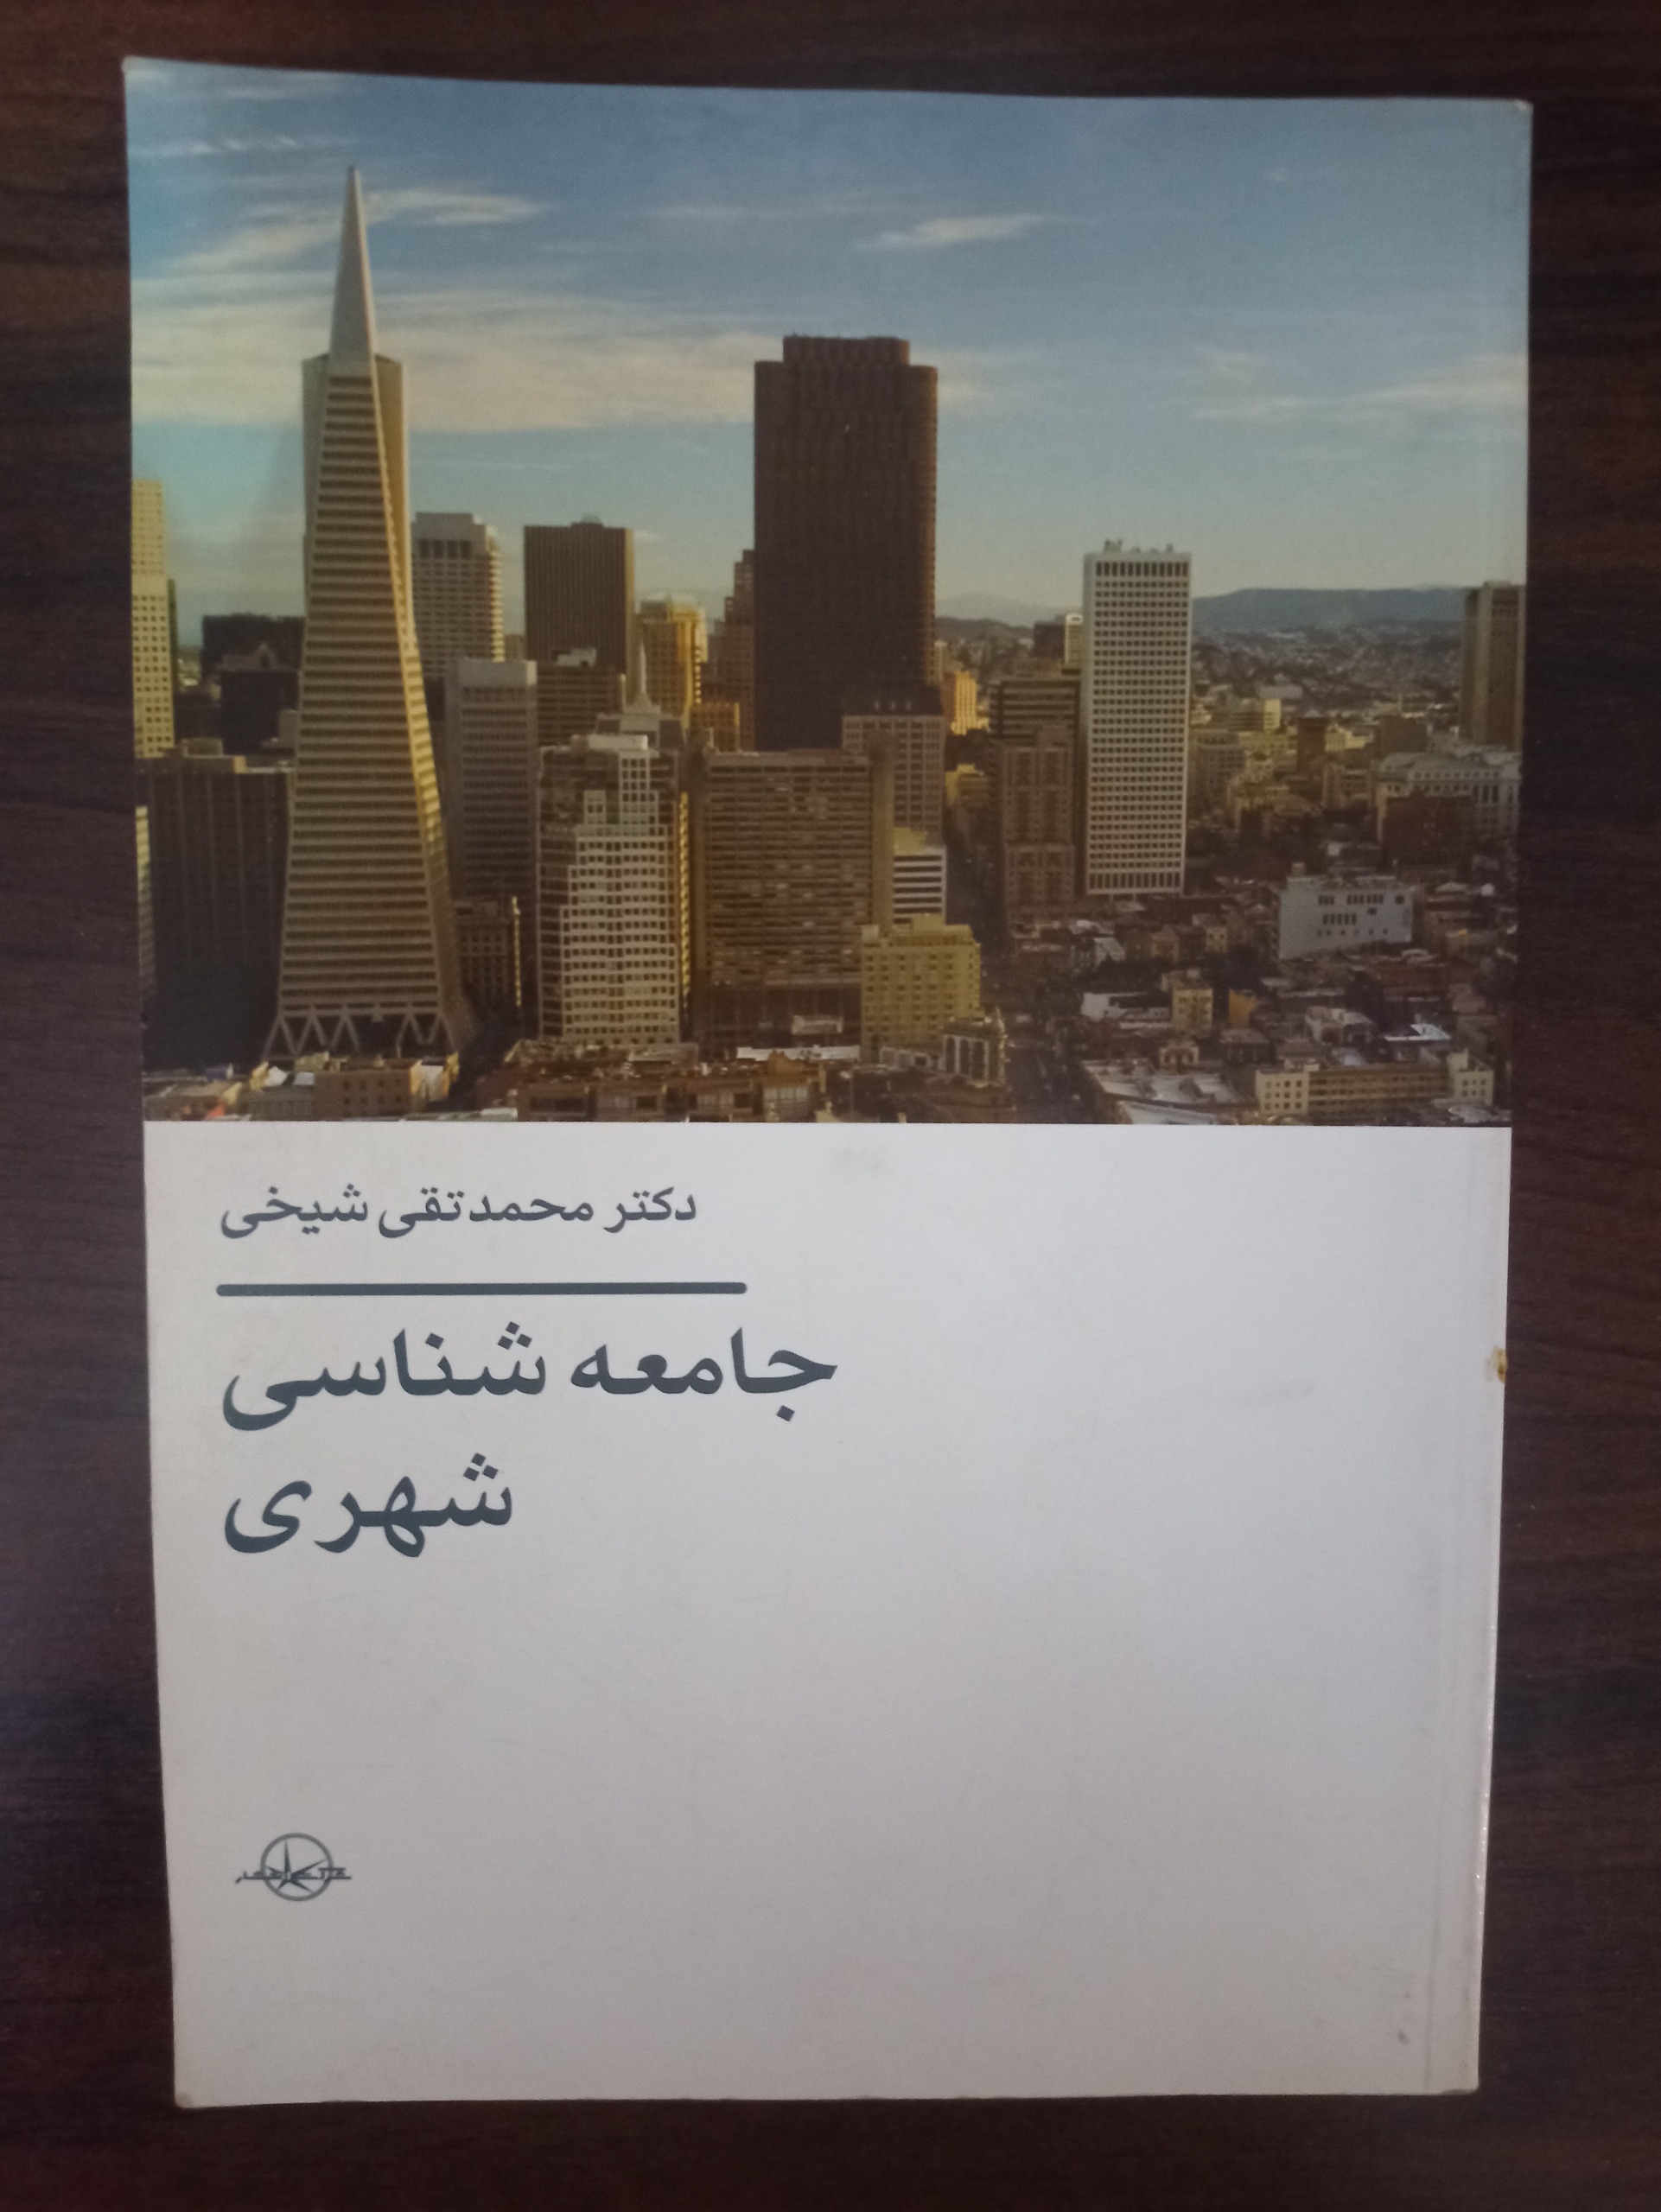 دکتر محمدتقی شیخی
جامعه شناسی
شهری